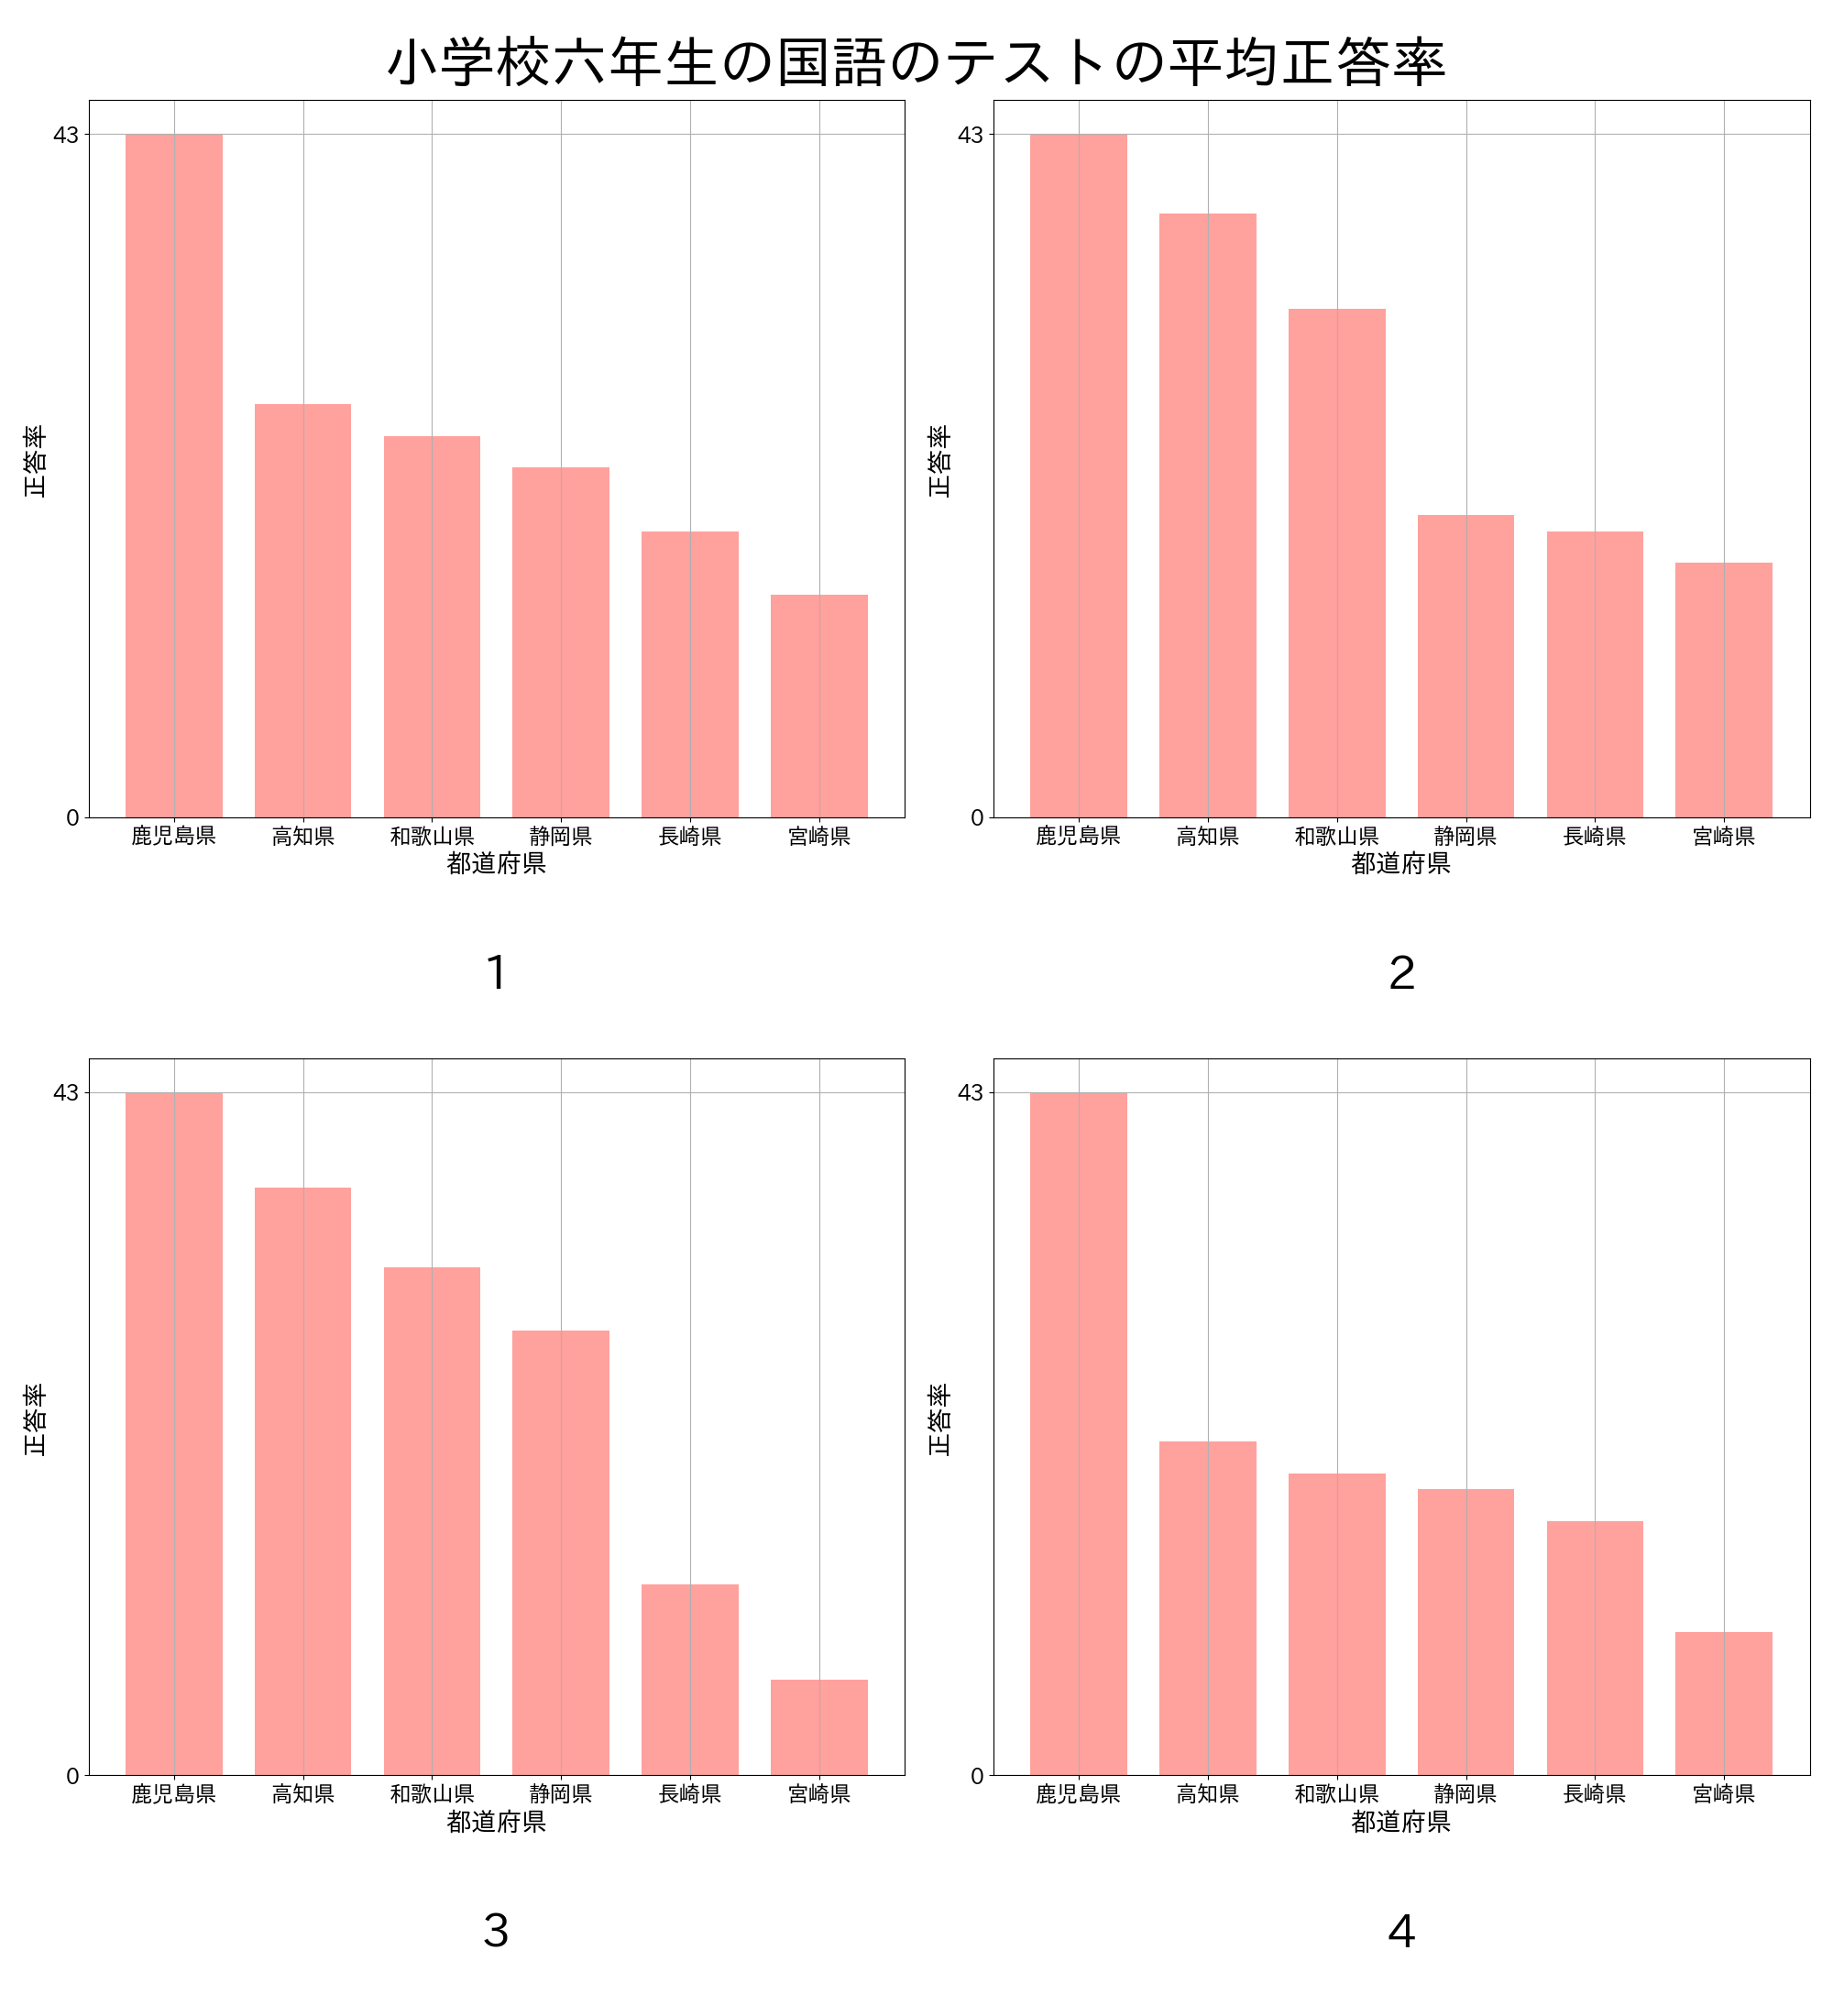 小学校六年生の国語のテストの平均正答率
43
0
正答率
鹿児島県 高知県 和歌山県 静岡県 長崎県 宮崎県
都道府県
1
43
0
正答率
鹿児島県 高知県 和歌山県 静岡県 長崎県 宮崎県
都道府県
2
43
0
正答率
鹿児島県 高知県 和歌山県 静岡県 長崎県 宮崎県
都道府県
3
43
0
正答率
鹿児島県 高知県 和歌山県 静岡県 長崎県 宮崎県
都道府県
4